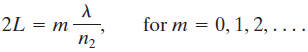 2L = m λ/n₂, for m = 0, 1, 2, . . . .